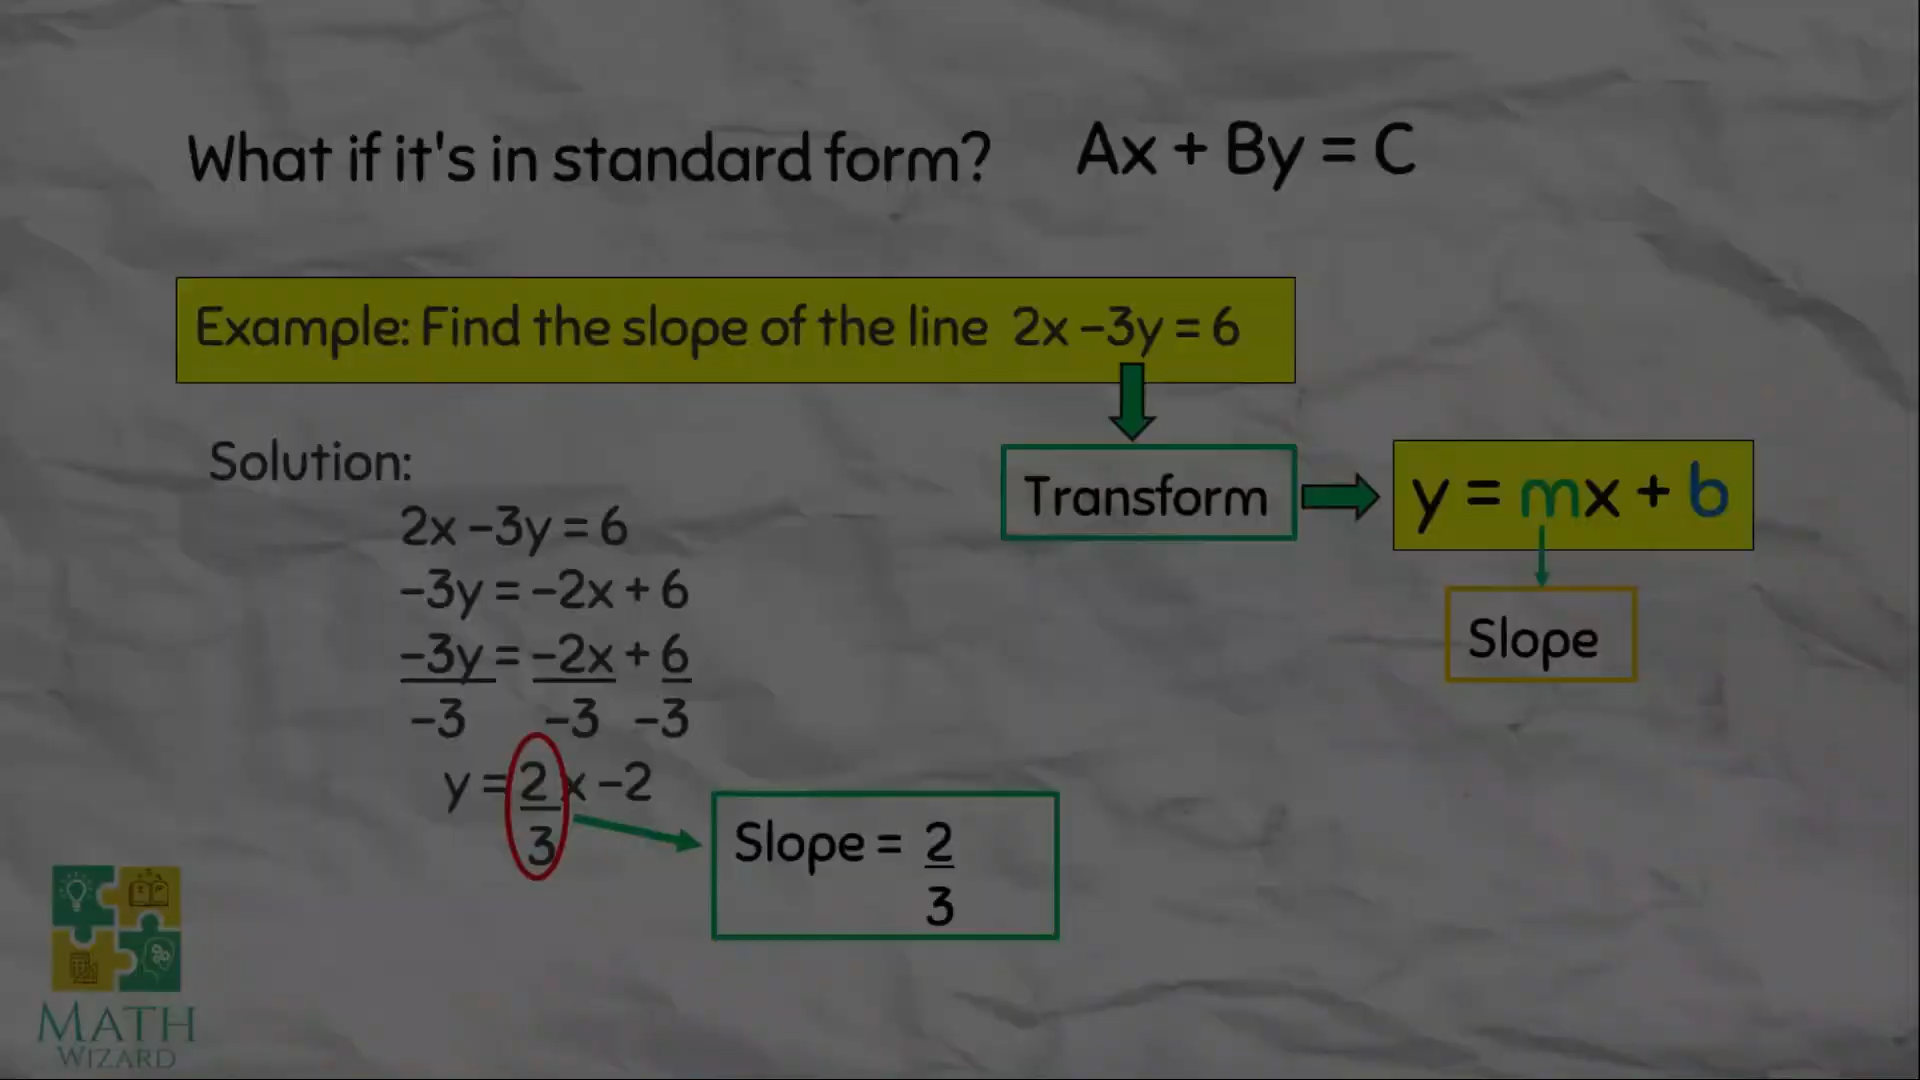 What if it's in standard form? Ax + By = C
Example: Find the slope of the line 2x –3y = 6
Solution:
Transform
y = mx + b
Slope
2x –3y = 6
–3y = –2x + 6
–3y = –2x + 6
–3 –3 –3
y = 2 x –2
3
Slope = 2
3
MATH
WIZARD